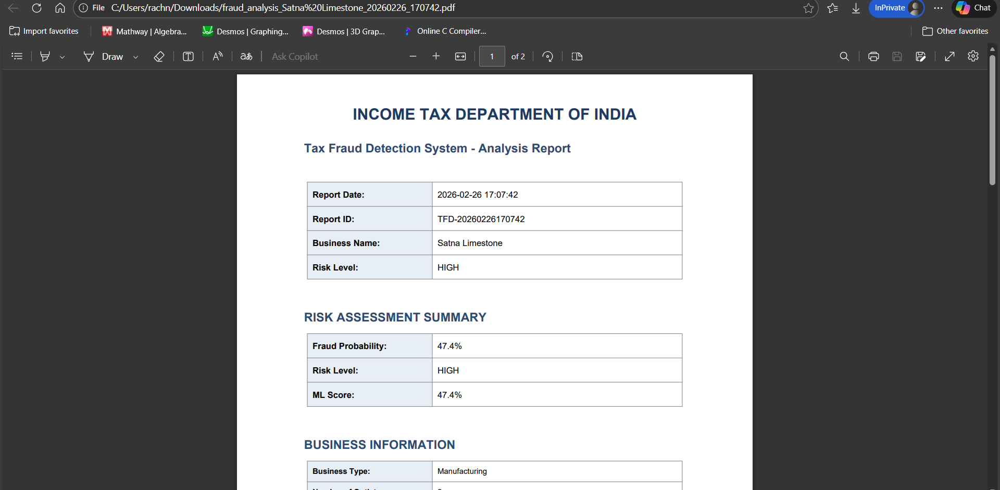 File C:/Users/rachn/Downloads/fraud_analysis_Satna%20Limestone_20260226_170742.pdf InPrivate Chat
Import favorites Mathway | Algebra... Desmos | Graphing... Desmos | 3D Grap... Online C Compiler... Other favorites
Draw Ask Copilot 1 of 2
INCOME TAX DEPARTMENT OF INDIA
Tax Fraud Detection System - Analysis Report
Report Date: 2026-02-26 17:07:42
Report ID: TFD-20260226170742
Business Name: Satna Limestone
Risk Level: HIGH
RISK ASSESSMENT SUMMARY
Fraud Probability: 47.4%
Risk Level: HIGH
ML Score: 47.4%
BUSINESS INFORMATION
Business Type: Manufacturing